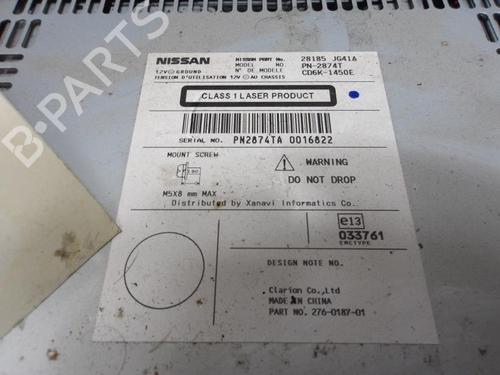 NISSAN NISSAN PART No. 28185 JG41A
12V GROUND MODEL NO. PN-2874T
N° DE MODELE CD6K-1450E
TENSION D'UTILISATION 12V AU CHASSIS
CLASS 1 LASER PRODUCT
SERIAL NO. PN2874TA 0016822
MOUNT SCREW
WARNING
DO NOT DROP
M5X8 mm MAX
Distributed by Xanavi Informatics Co.
e13
033761
DESIGN NOTE NO.
Clarion Co.,Ltd
MADE IN CHINA
PART NO. 276-0187-01
B-PARTS